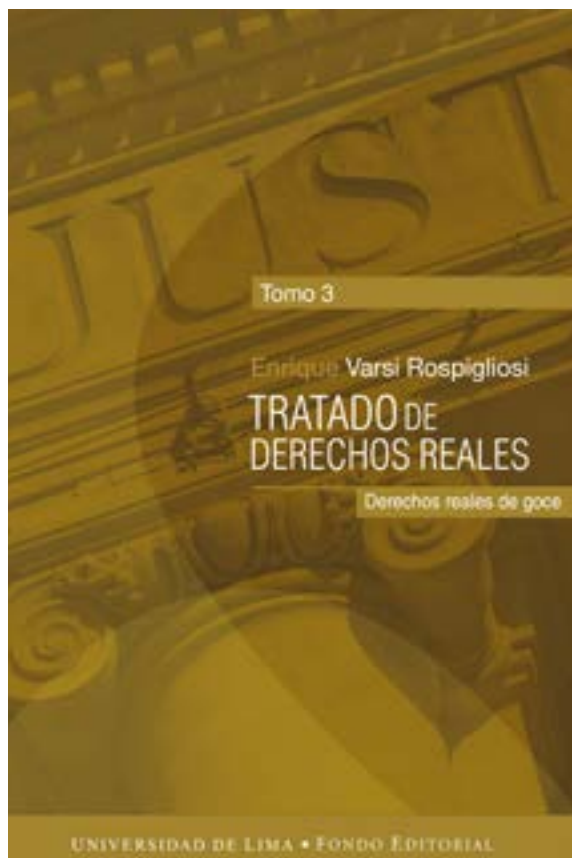 JUST
Tomo 3
Enrique Varsi Rospigliosi
TRATADO DE
DERECHOS REALES
Derechos reales de goce
UNIVERSIDAD DE LIMA • FONDO EDITORIAL